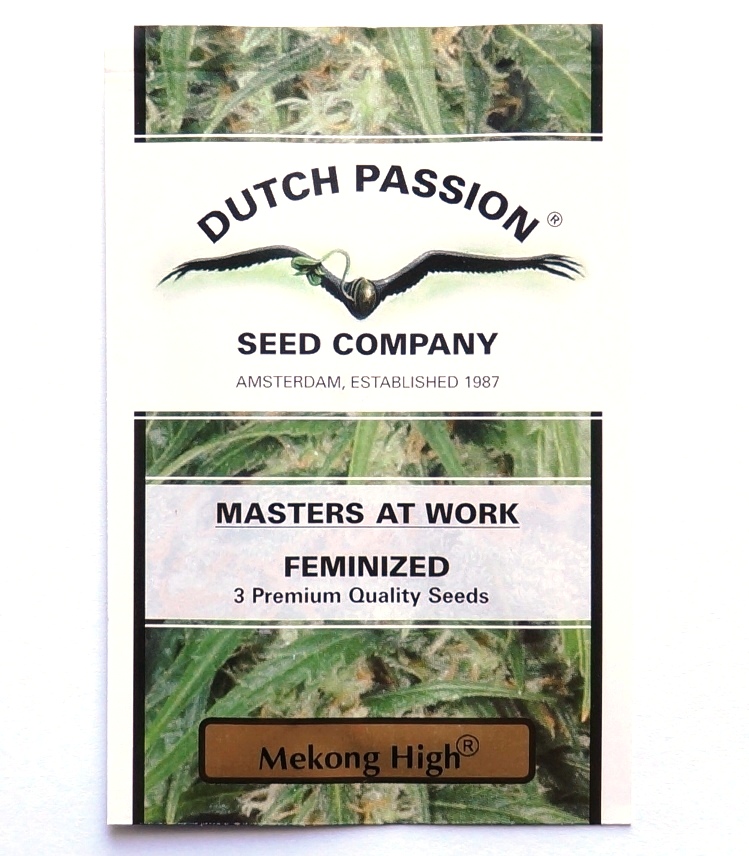 DUTCH PASSION ®
SEED COMPANY
AMSTERDAM, ESTABLISHED 1987
MASTERS AT WORK
FEMINIZED
3 Premium Quality Seeds
Mekong High®